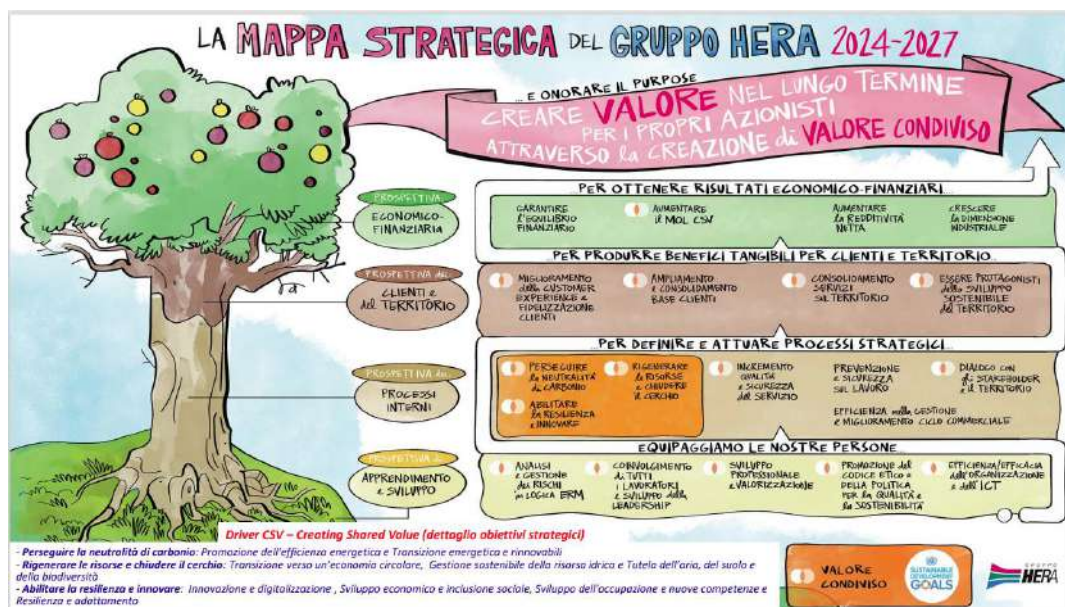 LA MAPPA STRATEGICA DEL GRUPPO HERA 2024-2027
... E ONORARE IL PURPOSE
CREARE VALORE NEL LUNGO TERMINE
PER I PROPRI AZIONISTI
ATTRAVERSO la CREAZIONE di VALORE CONDIVISO
PROSPETTIVA
ECONOMICO-
FINANZIARIA
...PER OTTENERE RISULTATI ECONOMICO-FINANZIARI...
GARANTIRE
l'EQUILIBRIO
FINANZIARIO
AUMENTARE
il MOL CSV
AUMENTARE
la REDDITIVITÀ
NETTA
CRESCERE
la DIMENSIONE
INDUSTRIALE
PROSPETTIVA dei
CLIENTI e
del TERRITORIO
...PER PRODURRE BENEFICI TANGIBILI PER CLIENTI E TERRITORIO...
MIGLIORAMENTO
della CUSTOMER
EXPERIENCE e
FIDELIZZAZIONE
CLIENTI
AMPLIAMENTO
e CONSOLIDAMENTO
BASE CLIENTI
CONSOLIDAMENTO
SERVIZI
sul TERRITORIO
ESSERE PROTAGONISTI
dello SVILUPPO
SOSTENIBILE
del TERRITORIO
PROSPETTIVA dei
PROCESSI
INTERNI
...PER DEFINIRE E ATTUARE PROCESSI STRATEGICI...
PERSEGUIRE
la NEUTRALITÀ
di CARBONIO
ABILITARE
la RESILIENZA
e INNOVARE
RIGENERARE
le RISORSE
e CHIUDERE
il CERCHIO
INCREMENTO
QUALITÀ
e SICUREZZA
del SERVIZIO
PREVENZIONE
e SICUREZZA
SUL LAVORO
EFFICIENZA nella GESTIONE
e MIGLIORAMENTO CICLO COMMERCIALE
DIALOGO con
gli STAKEHOLDER
e il TERRITORIO
PROSPETTIVA di
APPRENDIMENTO
e SVILUPPO
EQUIPAGGIAMO LE NOSTRE PERSONE...
ANALISI
e GESTIONE
dei RISCHI
in LOGICA ERM
COINVOLGIMENTO
di TUTTI
i LAVORATORI
e SVILUPPO della
LEADERSHIP
SVILUPPO
PROFESSIONALE
e VALORIZZAZIONE
PROMOZIONE del
CODICE ETICO e
DELLA POLITICA
PER la QUALITÀ e
la SOSTENIBILITÀ
EFFICIENZA/EFFICACIA
dell'ORGANIZZAZIONE
e dell'ICT
Driver CSV – Creating Shared Value (dettaglio obiettivi strategici)
- Perseguire la neutralità di carbonio: Promozione dell'efficienza energetica e Transizione energetica e rinnovabili
- Rigenerare le risorse e chiudere il cerchio: Transizione verso un'economia circolare, Gestione sostenibile della risorsa idrica e Tutela dell'aria, del suolo e
della biodiversità
- Abilitare la resilienza e innovare: Innovazione e digitalizzazione , Sviluppo economico e inclusione sociale, Sviluppo dell'occupazione e nuove competenze e
Resilienza e adattamento
VALORE
CONDIVISO
SUSTAINABLE
DEVELOPMENT
GOALS
GRUPPO
HERA